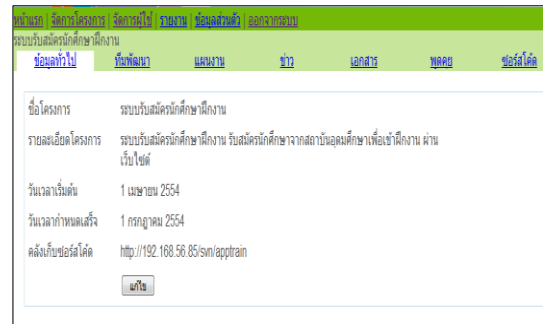 หน้าแรก | จัดการโครงการ | จัดการผู้ใช้ | รายงาน | ข้อมูลส่วนตัว | ออกจากระบบ
ระบบรับสมัครนักศึกษาฝึกงาน
ข้อมูลทั่วไป ทีมพัฒนา แผนงาน ข่าว เอกสาร พูดคุย ซอร์สโค้ด
ชื่อโครงการ ระบบรับสมัครนักศึกษาฝึกงาน
รายละเอียดโครงการ ระบบรับสมัครนักศึกษาฝึกงาน รับสมัครนักศึกษาจากสถาบันอุดมศึกษาเพื่อเข้าฝึกงาน ผ่าน
เว็บไซต์
วันเวลาเริ่มต้น 1 เมษายน 2554
วันเวลากำหนดเสร็จ 1 กรกฎาคม 2554
คลังเก็บซอร์สโค้ด http://192.168.56.85/svn/apptrain
แก้ไข